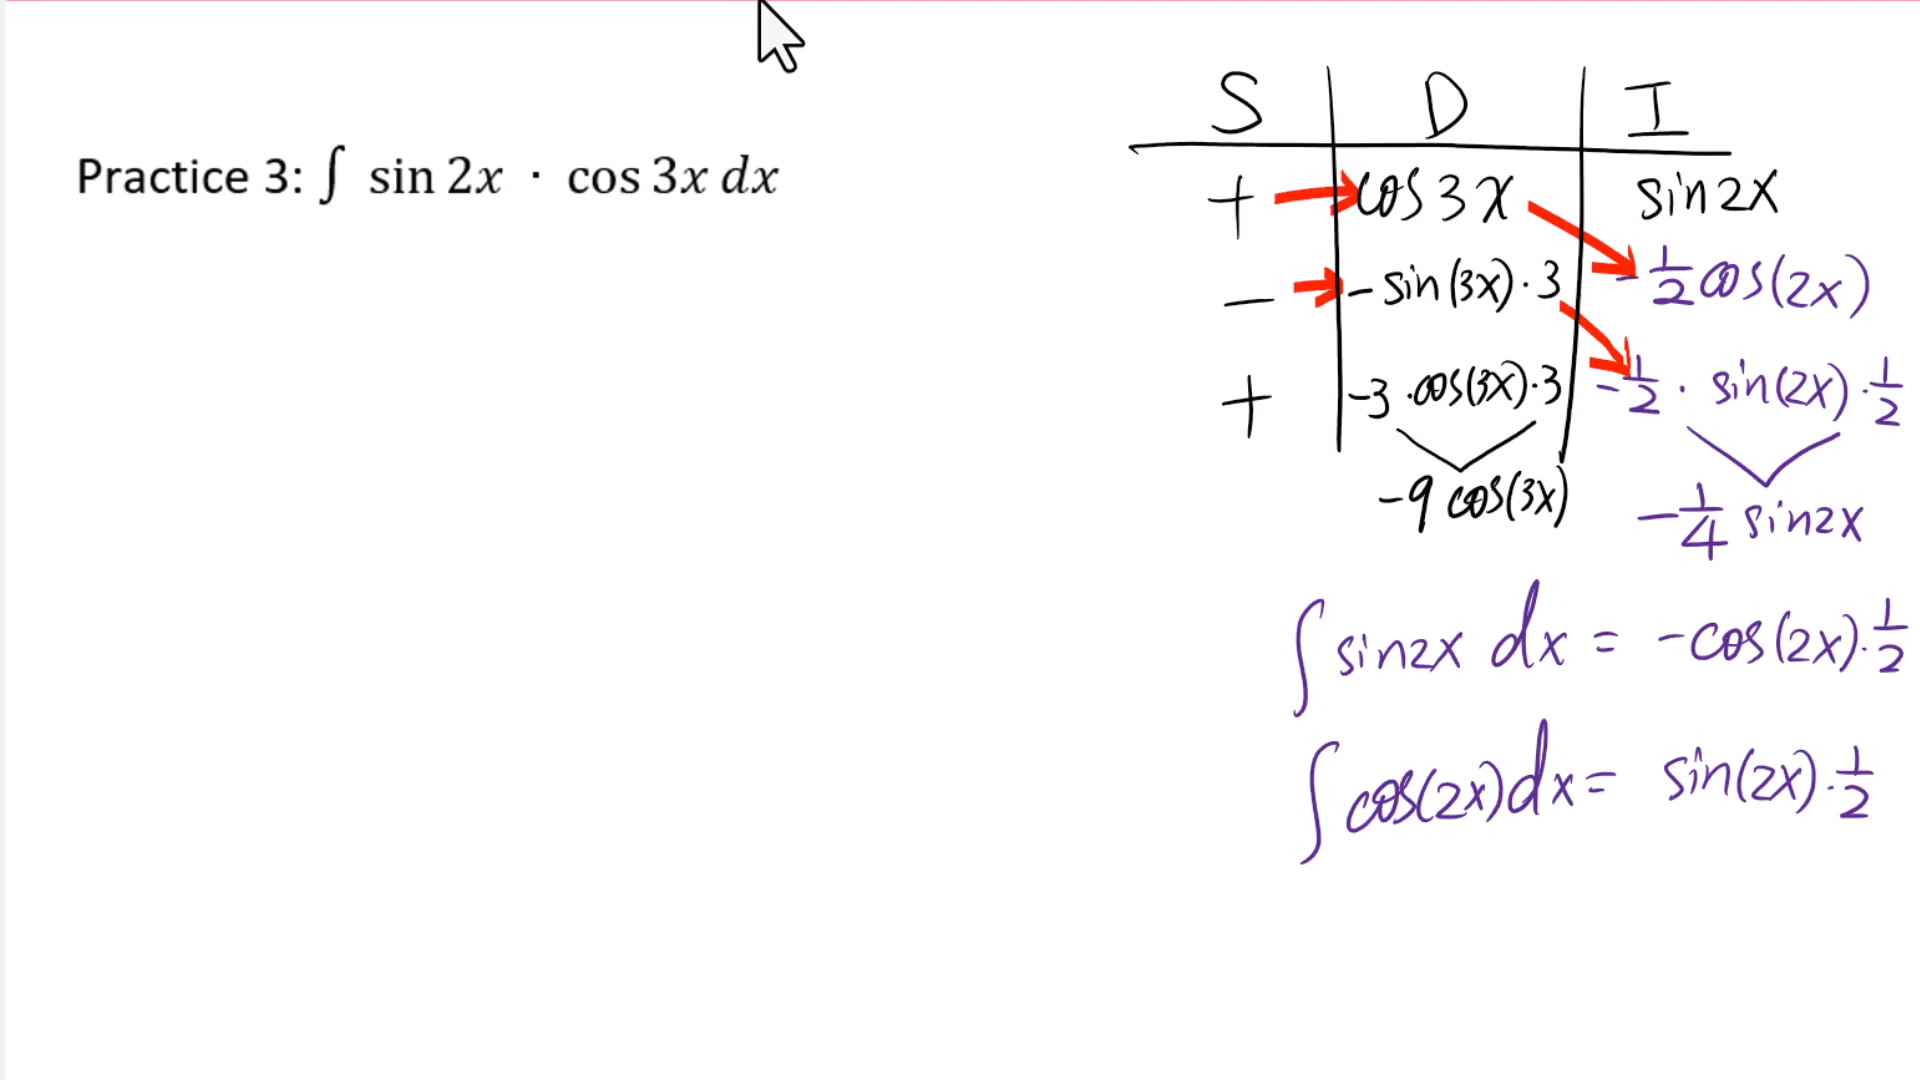 Practice 3: ∫ sin 2x · cos 3x dx
S D I
+ cos 3x sin 2x
− − sin(3x) · 3 − 1/2 cos(2x)
+ −3 · cos(3x) · 3 − 1/2 · sin(2x) · 1/2
−9 cos(3x) − 1/4 sin2x
∫ sin2x dx = −cos(2x) · 1/2
∫ cos(2x) dx = sin(2x) · 1/2